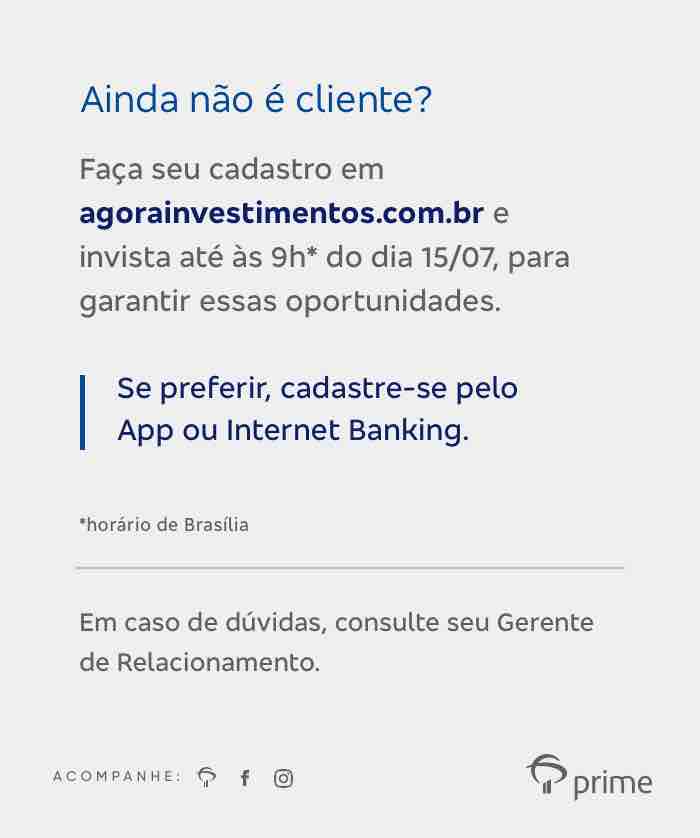 Ainda não é cliente?
Faça seu cadastro em
agorainvestimentos.com.br e
invista até às 9h* do dia 15/07, para
garantir essas oportunidades.
Se preferir, cadastre-se pelo
App ou Internet Banking.
*horário de Brasília
Em caso de dúvidas, consulte seu Gerente
de Relacionamento.
ACOMPANHE:
prime